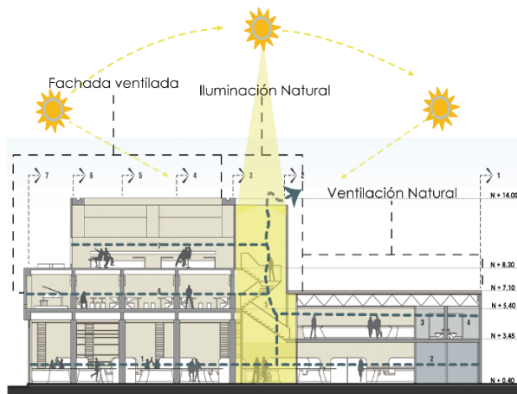 Fachada ventilada
Iluminación Natural
7 6 5 4 3 2 1
Ventilación Natural
N + 14.00
N + 8.30
N + 7.10
N + 5.40
3 4
N + 3.45
1 2
N + 0.40